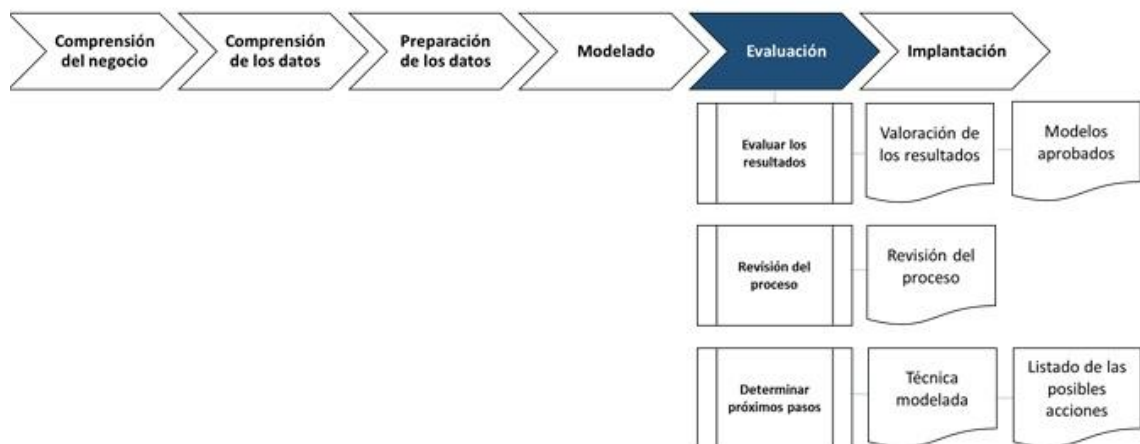 Comprensión
del negocio
Comprensión
de los datos
Preparación
de los datos
Modelado
Evaluación
Implantación
Evaluar los
resultados
Valoración de
los resultados
Modelos
aprobados
Revisión del
proceso
Revisión del
proceso
Determinar
próximos pasos
Técnica
modelada
Listado de las
posibles
acciones